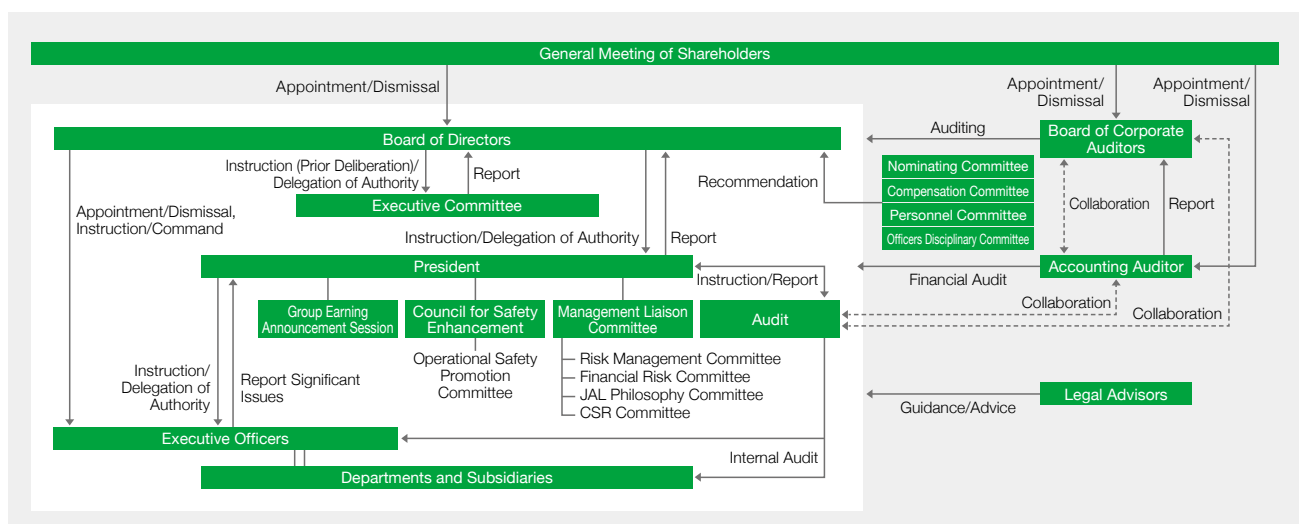 General Meeting of Shareholders
Appointment/Dismissal
Appointment/
Dismissal
Appointment/
Dismissal
Board of Directors
Auditing
Board of Corporate
Auditors
Instruction (Prior Deliberation)/
Delegation of Authority
Report
Recommendation
Nominating Committee
Compensation Committee
Personnel Committee
Officers Disciplinary Committee
Collaboration
Report
Executive Committee
Appointment/Dismissal,
Instruction/Command
Instruction/Delegation of Authority
Report
President
Instruction/Report
Financial Audit
Accounting Auditor
Collaboration
Collaboration
Group Earning
Announcement Session
Council for Safety
Enhancement
Management Liaison
Committee
Audit
Operational Safety
Promotion
Committee
Risk Management Committee
Financial Risk Committee
JAL Philosophy Committee
CSR Committee
Instruction/
Delegation of
Authority
Report Significant
Issues
Guidance/Advice
Legal Advisors
Executive Officers
Internal Audit
Departments and Subsidiaries